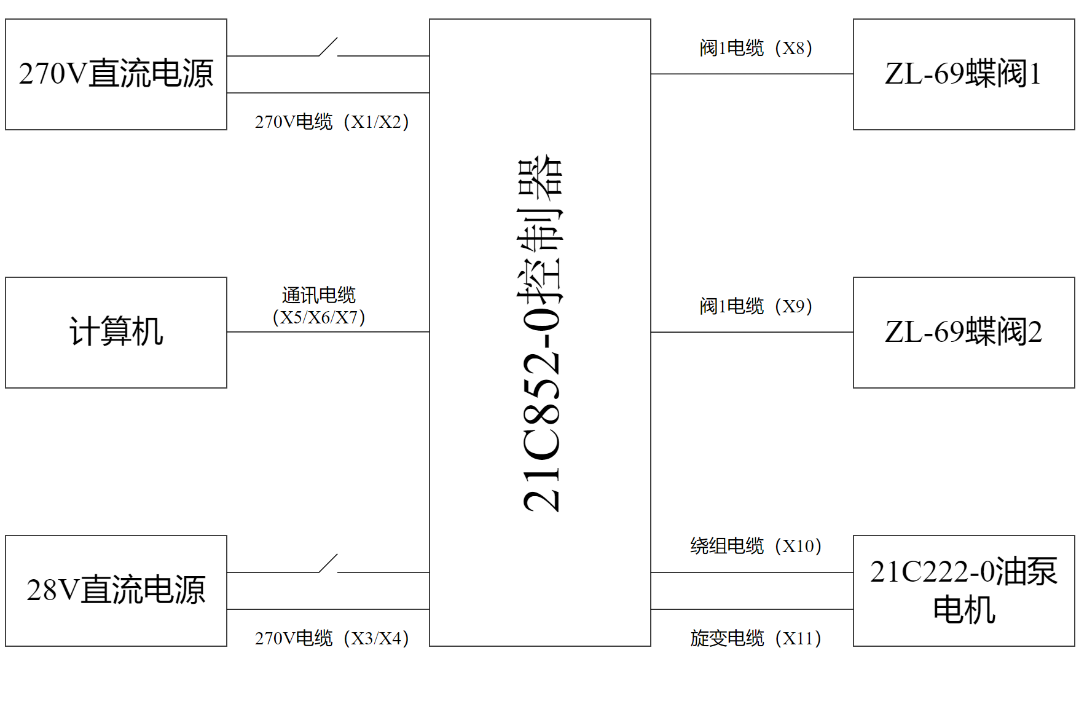 270V直流电源
270V电缆（X1/X2）
计算机
通讯电缆
（X5/X6/X7）
28V直流电源
270V电缆（X3/X4）
21C852-0控制器
阀1电缆（X8）
ZL-69蝶阀1
阀1电缆（X9）
ZL-69蝶阀2
绕组电缆（X10）
旋变电缆（X11）
21C222-0油泵
电机